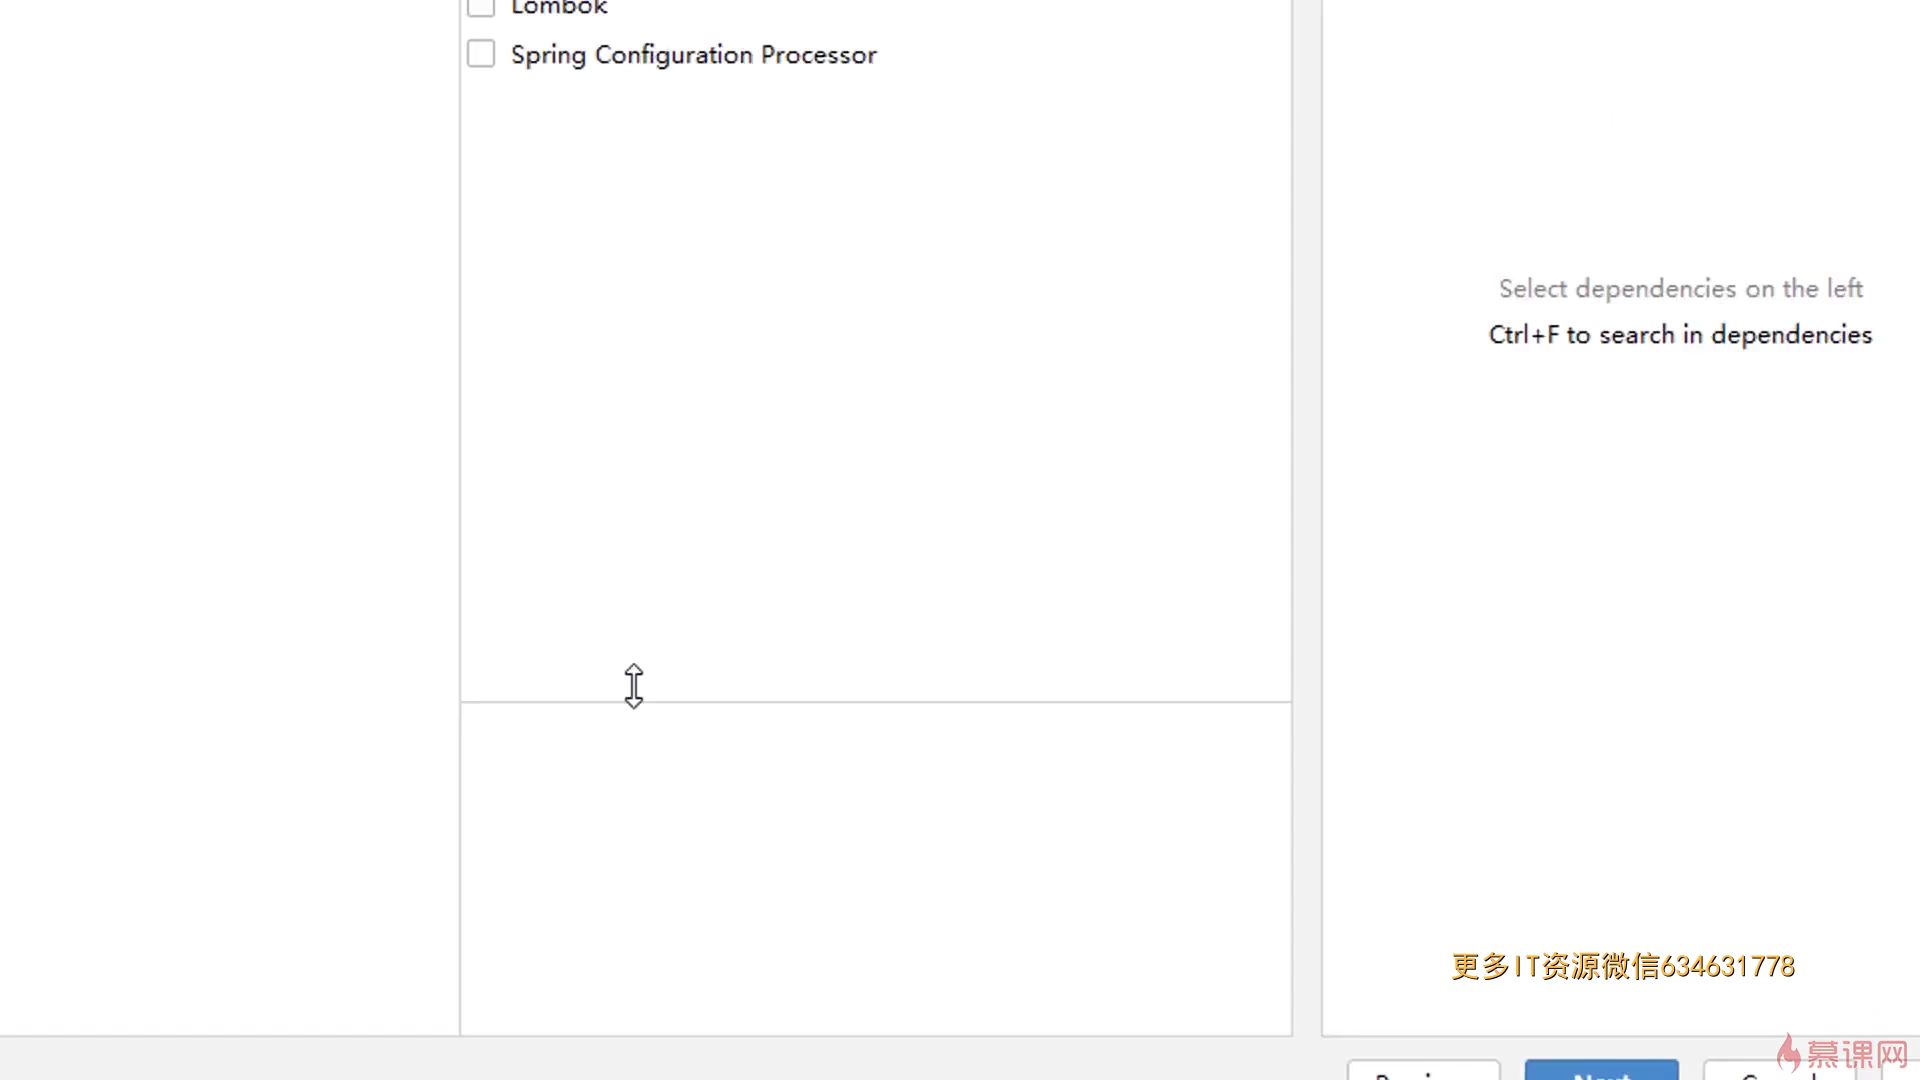 Lombok
Spring Configuration Processor
Select dependencies on the left
Ctrl+F to search in dependencies
更多IT资源微信634631778
慕课网
Next